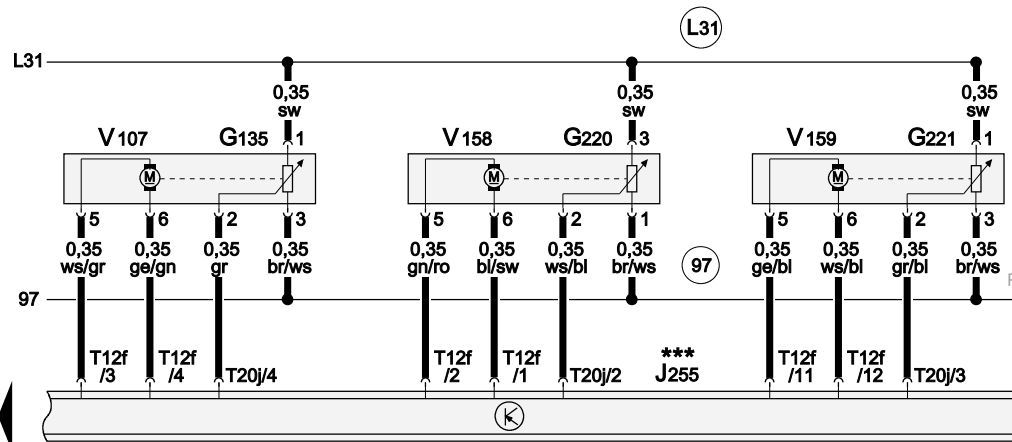 L31
L31
0,35 0,35 0,35
sw sw sw
V107 G135 1 V158 G220 3 V159 G221 1
M M M
5 6 2 3 5 6 2 1 5 6 2 3
0,35 0,35 0,35 0,35 0,35 0,35 0,35 0,35 0,35 0,35 0,35 0,35
ws/gr ge/gn gr br/ws gn/ro bl/sw ws/bl br/ws ge/bl ws/bl gr/bl br/ws
97
97
T12f T12f T12f T12f *** T12f T12f
/3 /4 T20j/4 /2 /1 T20j/2 J255 /11 /12 T20j/3